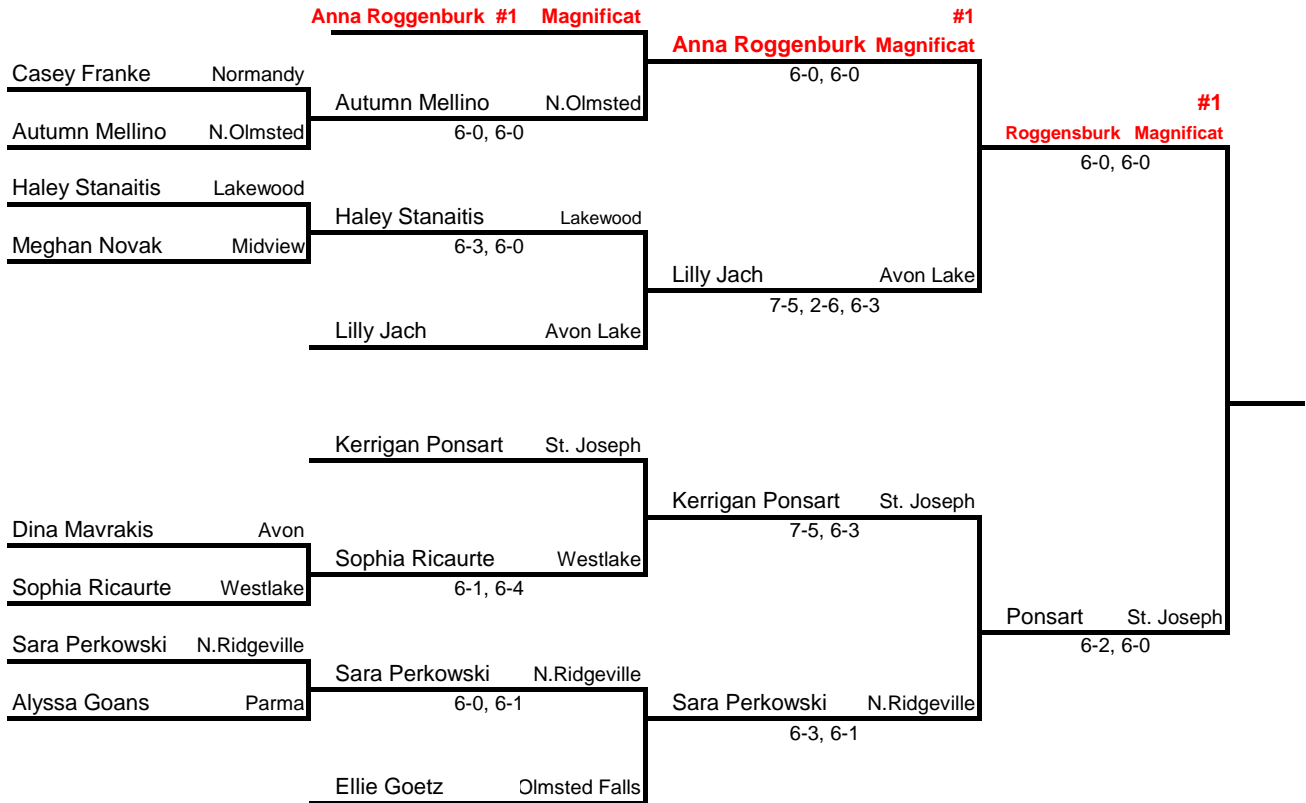 Anna Roggenburk #1 Magnificat #1
Anna Roggenburk Magnificat
Casey Franke Normandy 6-0, 6-0
Autumn Mellino N.Olmsted #1
Autumn Mellino N.Olmsted 6-0, 6-0 Roggensburk Magnificat
6-0, 6-0
Haley Stanaitis Lakewood
Haley Stanaitis Lakewood
Meghan Novak Midview 6-3, 6-0
Lilly Jach Avon Lake
7-5, 2-6, 6-3
Lilly Jach Avon Lake
Kerrigan Ponsart St. Joseph
Kerrigan Ponsart St. Joseph
Dina Mavrakis Avon 7-5, 6-3
Sophia Ricaurte Westlake
Sophia Ricaurte Westlake 6-1, 6-4
Ponsart St. Joseph
Sara Perkowski N.Ridgeville 6-2, 6-0
Sara Perkowski N.Ridgeville
Alyssa Goans Parma 6-0, 6-1 Sara Perkowski N.Ridgeville
6-3, 6-1
Ellie Goetz Olmsted Falls